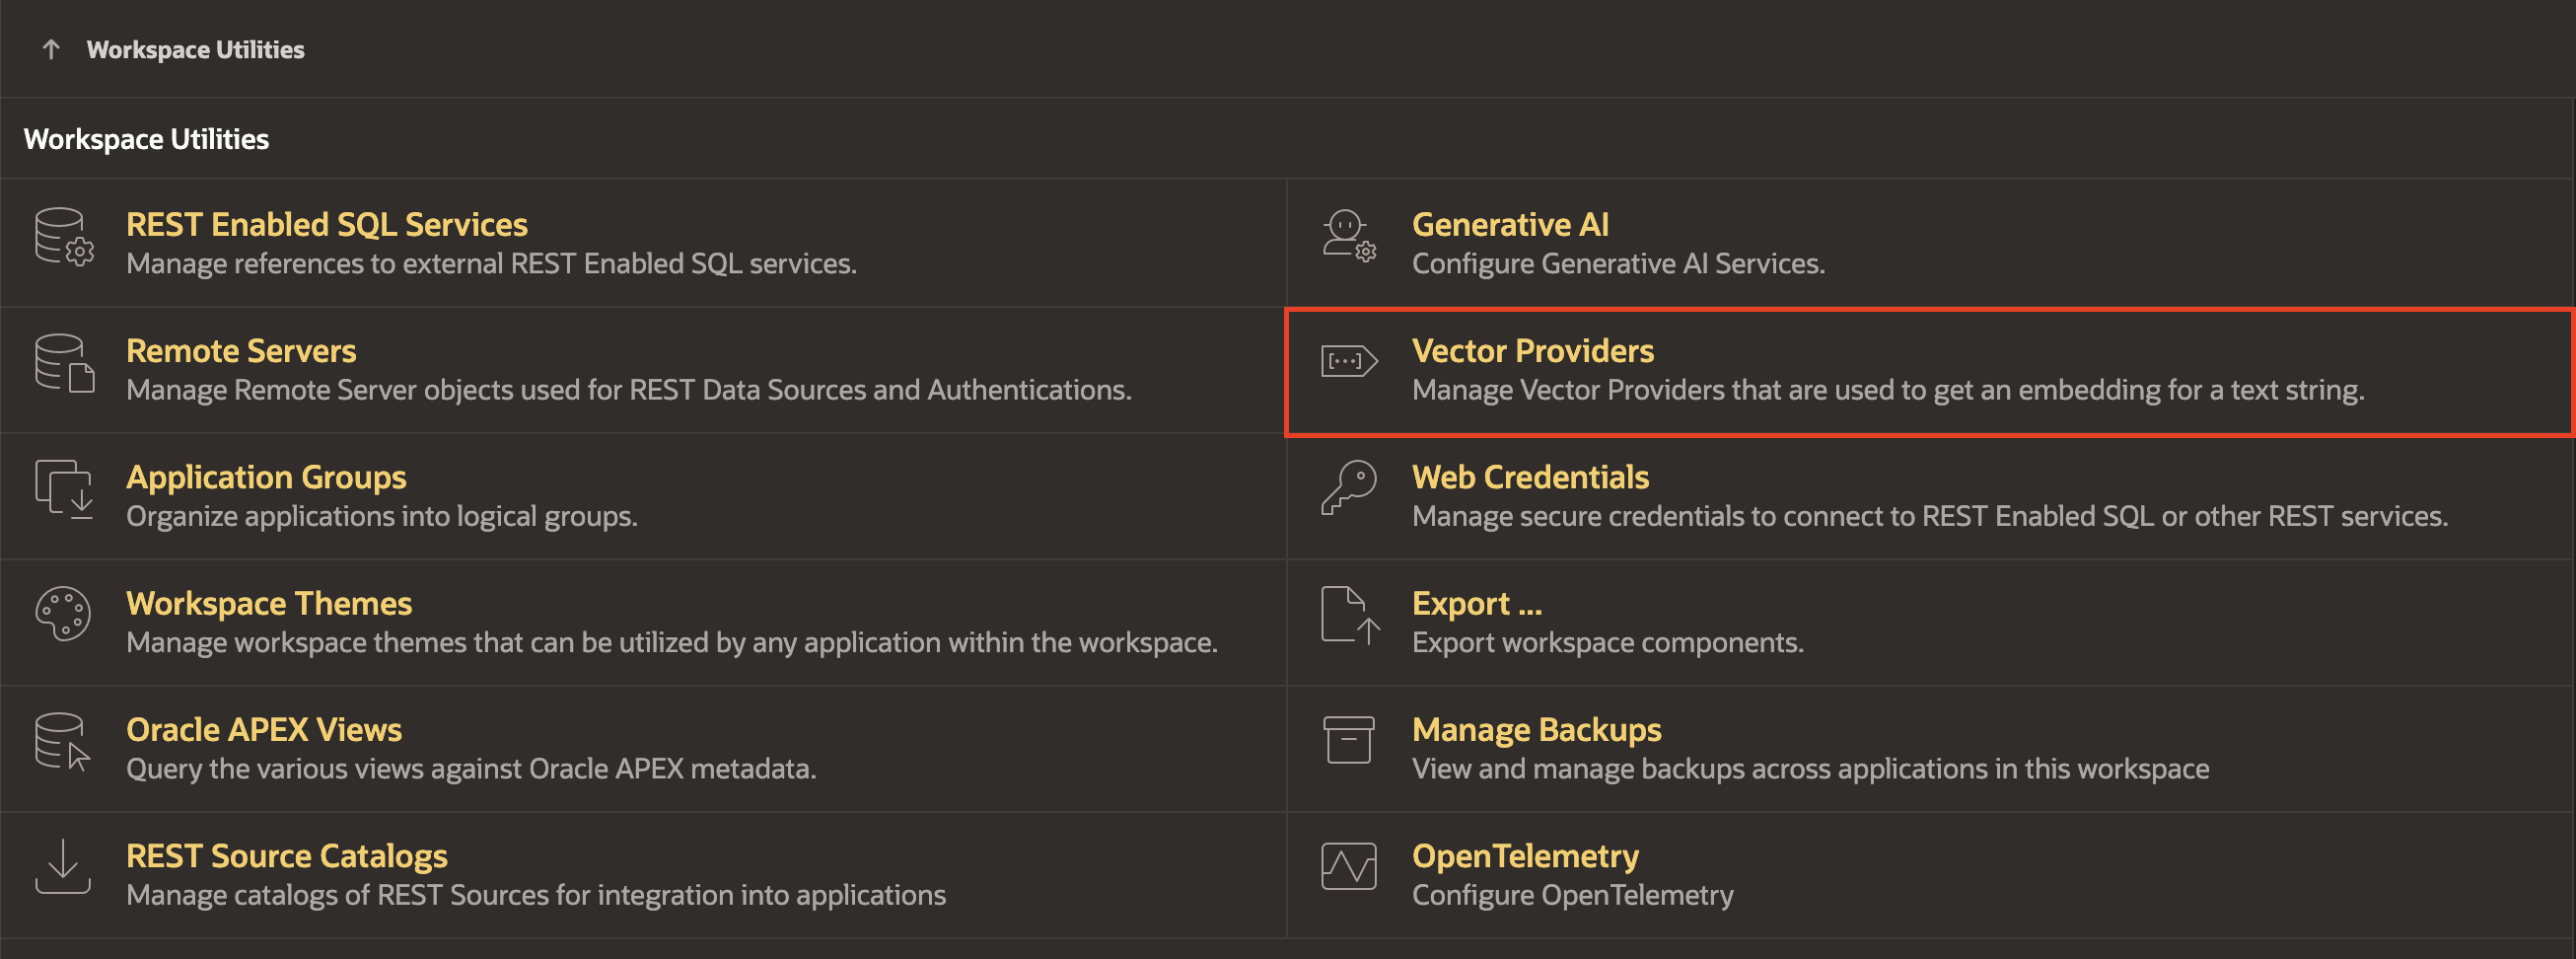 Workspace Utilities
Workspace Utilities
REST Enabled SQL Services
Manage references to external REST Enabled SQL services.
Generative AI
Configure Generative AI Services.
Remote Servers
Manage Remote Server objects used for REST Data Sources and Authentications.
Vector Providers
Manage Vector Providers that are used to get an embedding for a text string.
Application Groups
Organize applications into logical groups.
Web Credentials
Manage secure credentials to connect to REST Enabled SQL or other REST services.
Workspace Themes
Manage workspace themes that can be utilized by any application within the workspace.
Export ...
Export workspace components.
Oracle APEX Views
Query the various views against Oracle APEX metadata.
Manage Backups
View and manage backups across applications in this workspace
REST Source Catalogs
Manage catalogs of REST Sources for integration into applications
OpenTelemetry
Configure OpenTelemetry